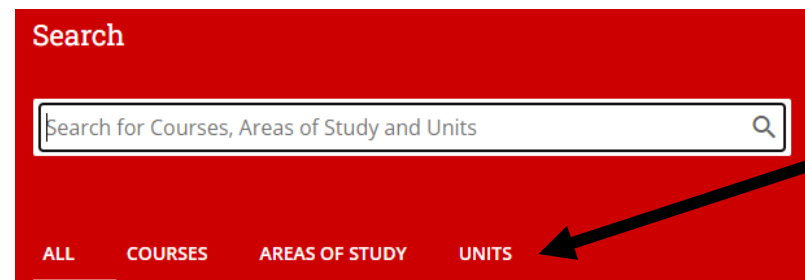 Search
Search for Courses, Areas of Study and Units
ALL COURSES AREAS OF STUDY UNITS